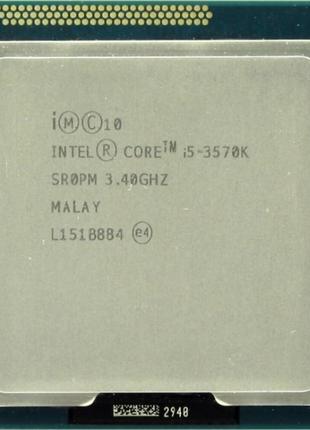 i Ⓜ Ⓒ 10
INTEL Ⓡ CORE™ i5-3570K
SR0PM 3.40GHZ
MALAY
L151B884 (e4)
2940